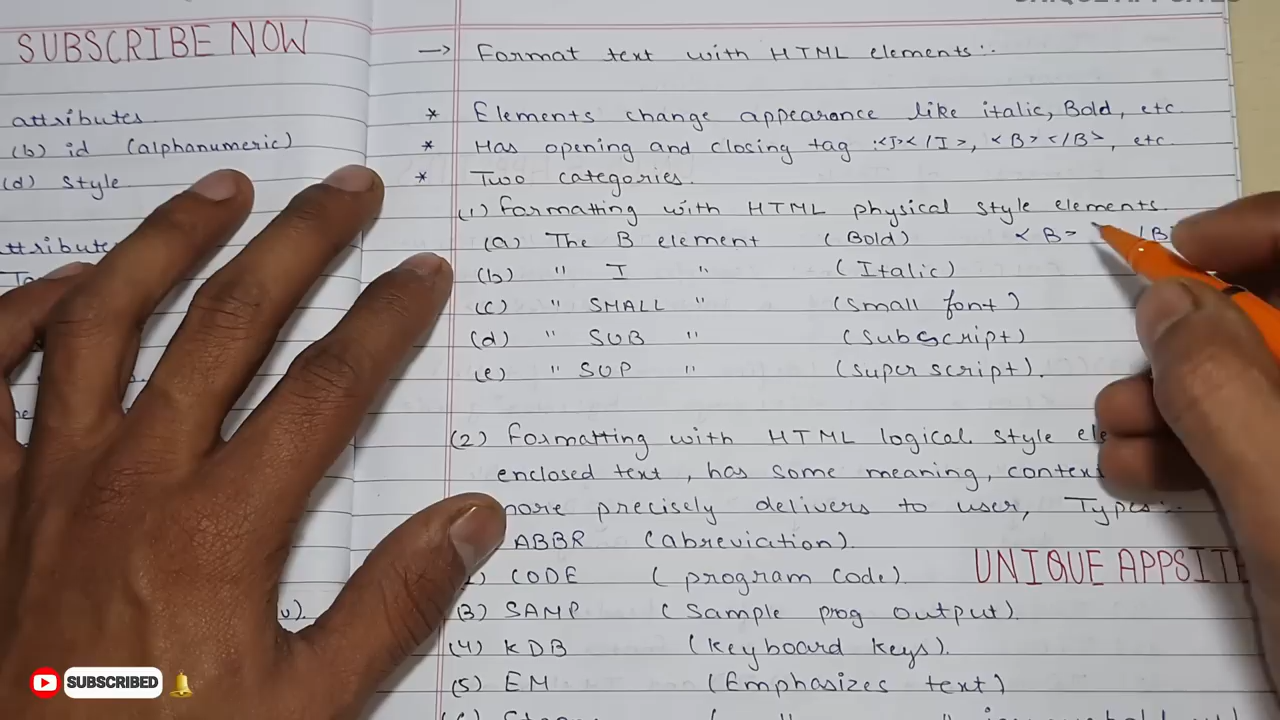 SUBSCRIBE NOW
attributes
(b) id (alphanumeric)
(d) style
→ Format text with HTML elements:-
* Elements change appearance like italic, Bold, etc
* Has opening and closing tag :<I></I>, <B></B>, etc.
* Two categories.
(1) Formatting with HTML physical style elements.
(a) The B element (Bold) <B> /B
(b) " I " (Italic)
(c) " SMALL " (Small font)
(d) " SUB " (Subscript)
(e) " SUP " (super script).
(2) Formatting with HTML logical style
enclosed text, has some meaning,
more precisely delivers to user, Types:-
ABBR (abreviation).
CODE (program code)
(3) SAMP (Sample prog output).
(4) KDB (keyboard keys).
(5) EM (Emphasizes text)
UNIQUE APPSITE
SUBSCRIBED